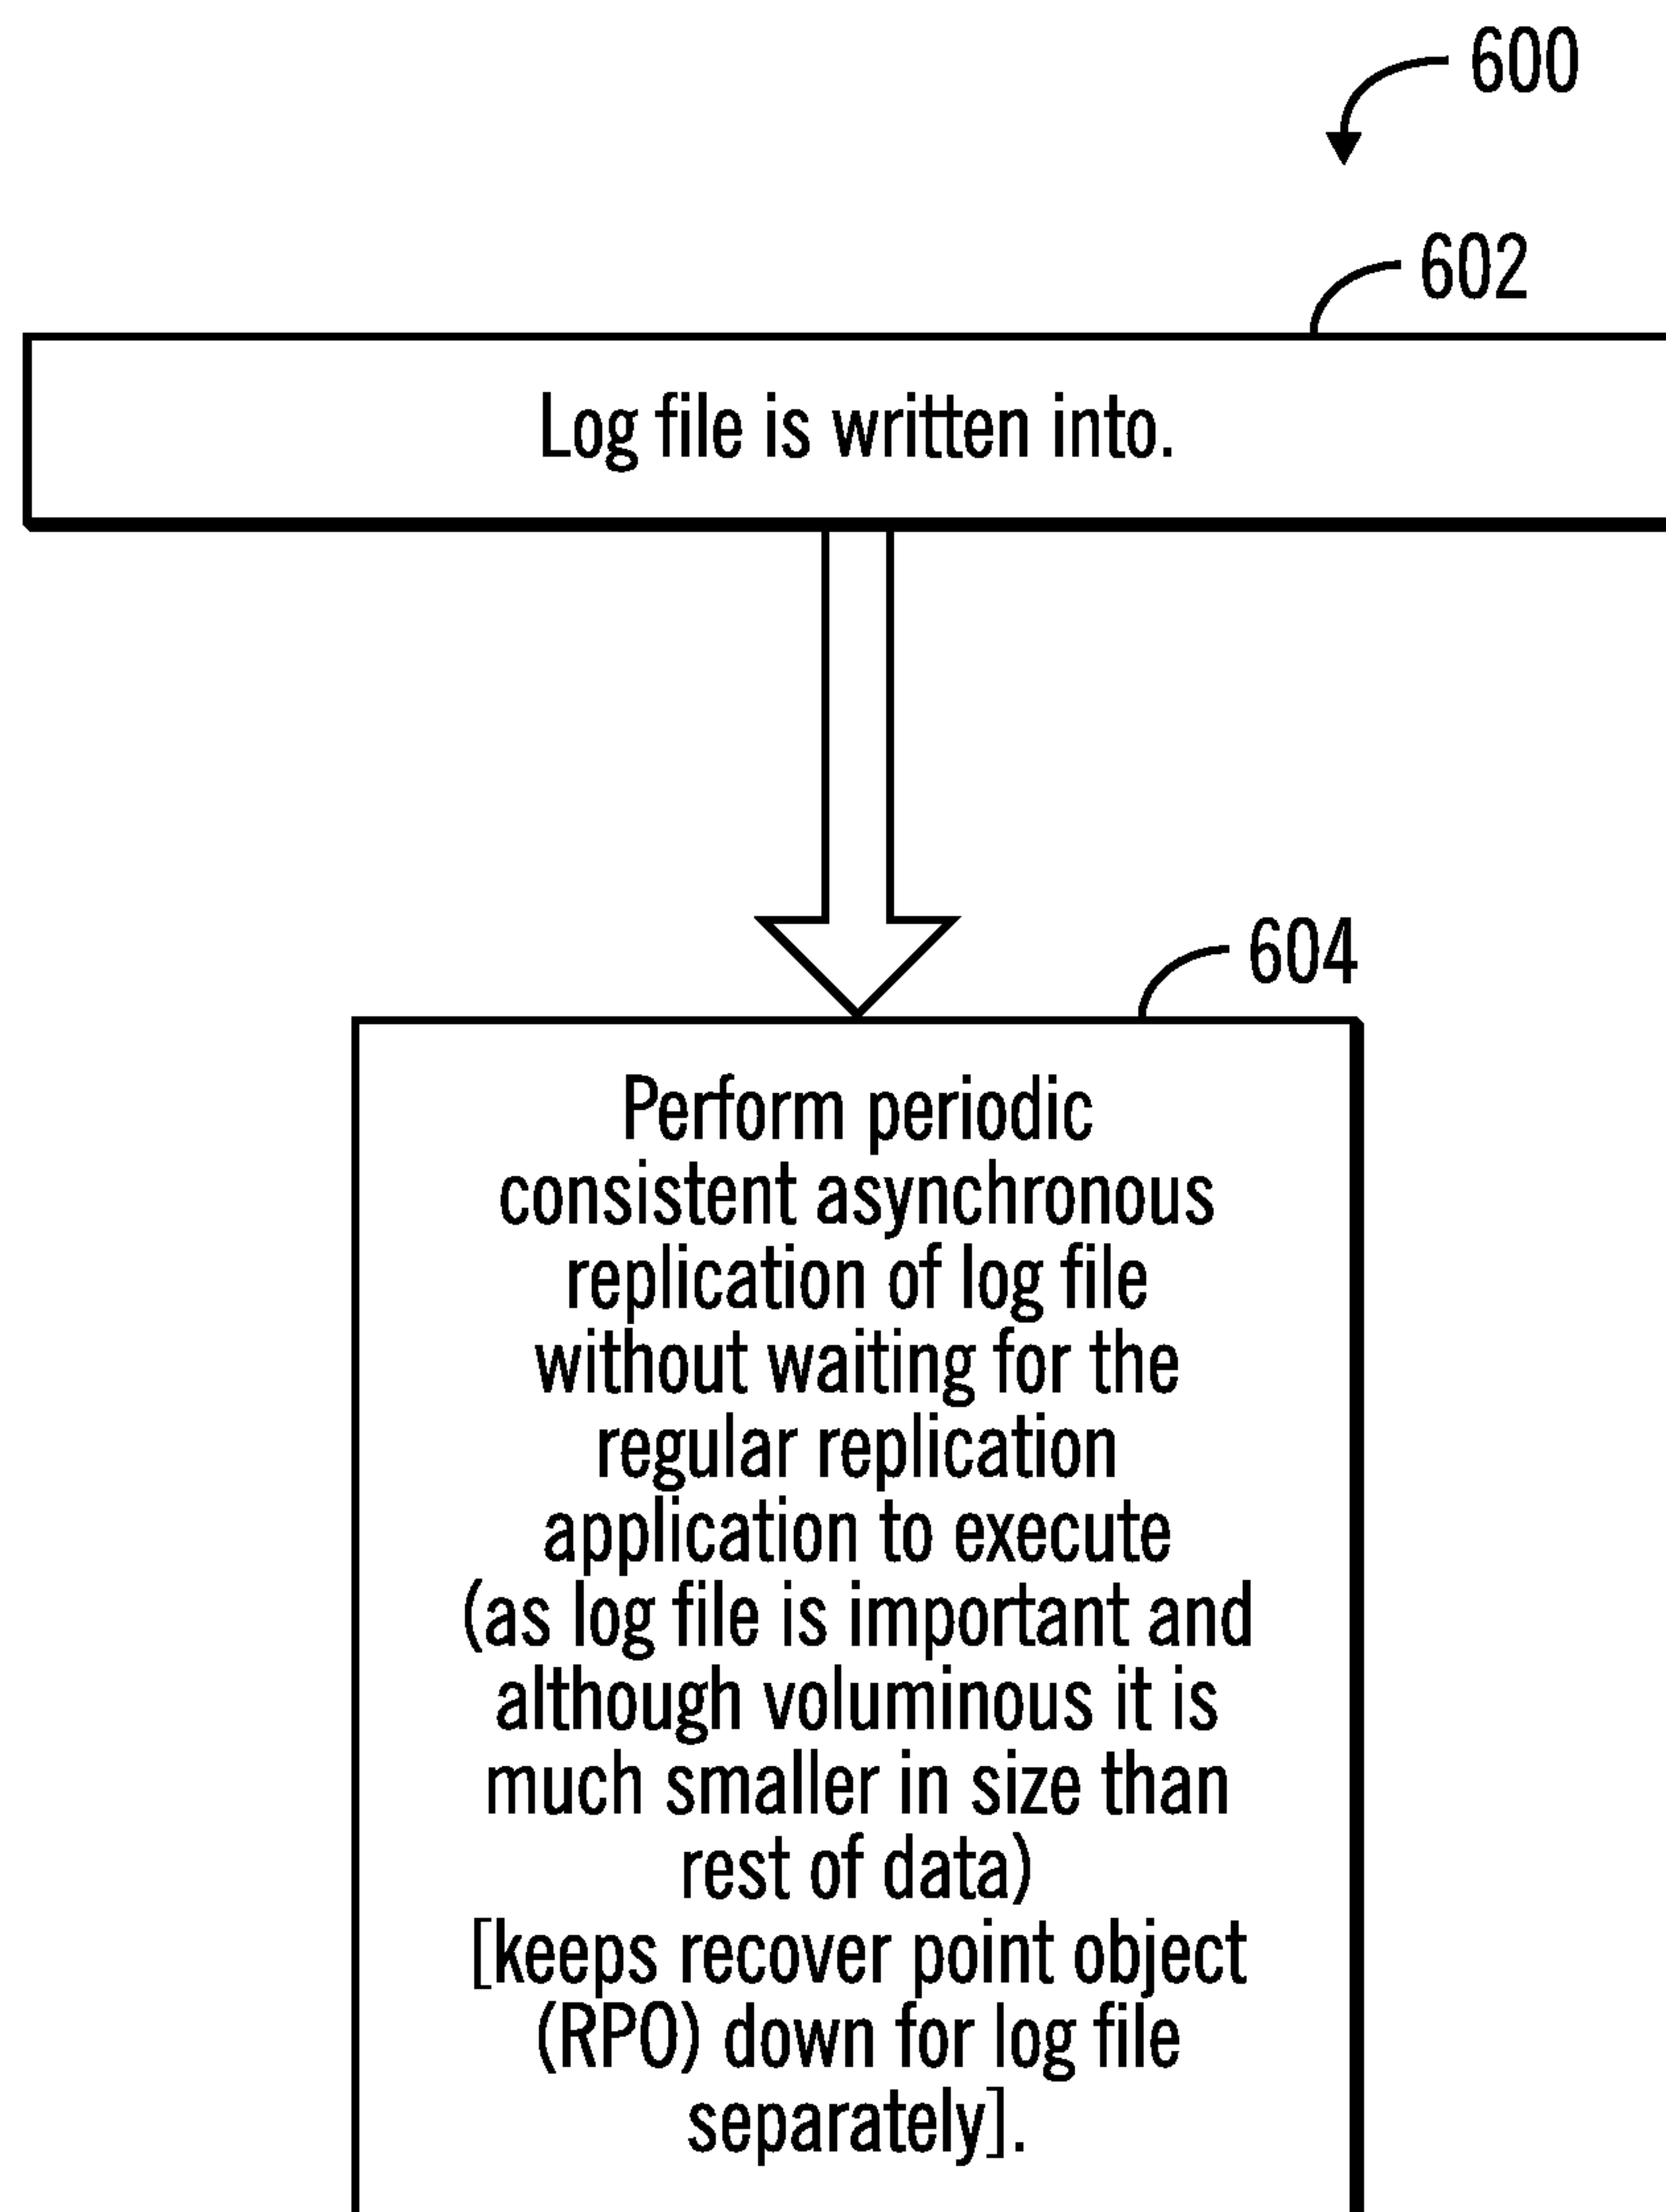 600
602
Log file is written into.
604
Perform periodic
consistent asynchronous
replication of log file
without waiting for the
regular replication
application to execute
(as log file is important and
although voluminous it is
much smaller in size than
rest of data)
[keeps recover point object
(RPO) down for log file
separately].